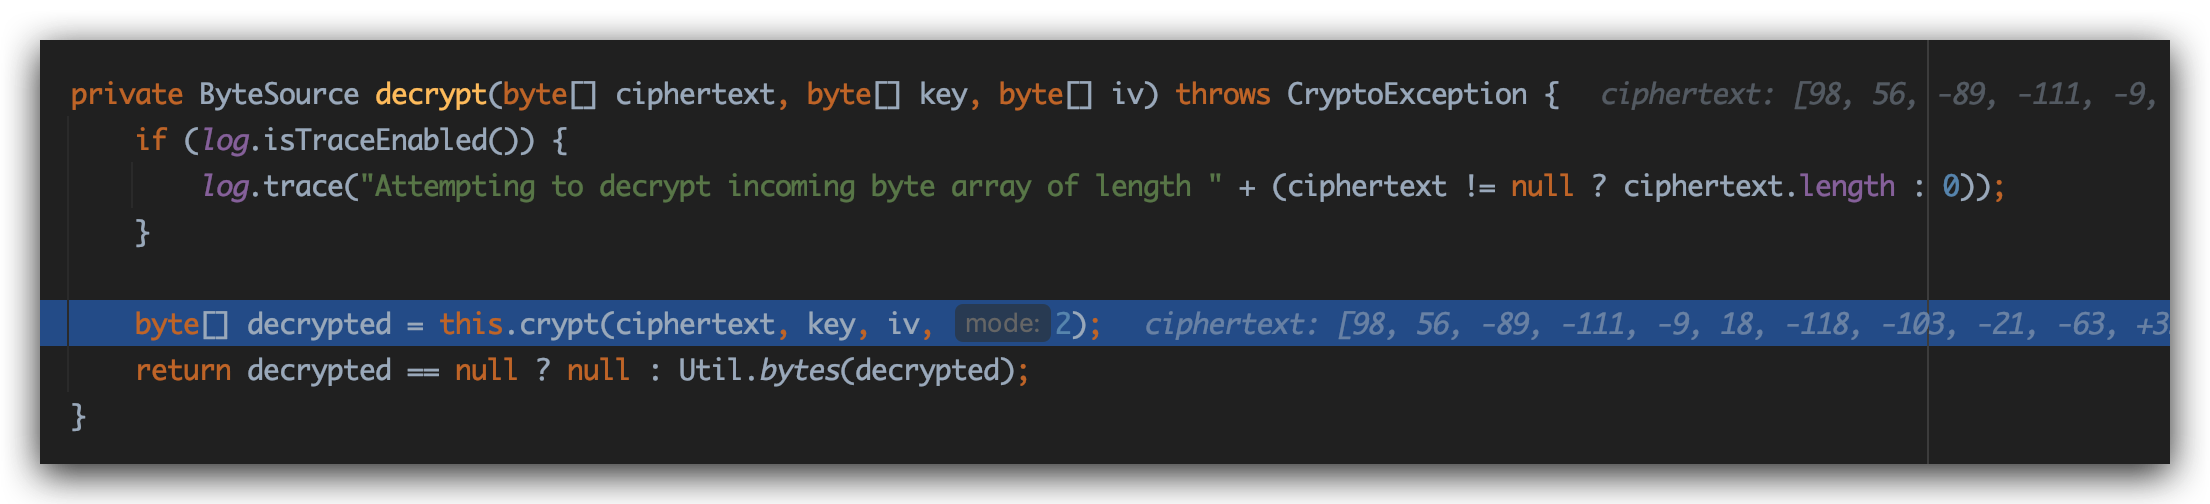 private ByteSource decrypt(byte[] ciphertext, byte[] key, byte[] iv) throws CryptoException {  ciphertext: [98, 56, -89, -111, -9,
    if (log.isTraceEnabled()) {
        log.trace("Attempting to decrypt incoming byte array of length " + (ciphertext != null ? ciphertext.length : 0));
    }
    byte[] decrypted = this.crypt(ciphertext, key, iv, mode: 2);  ciphertext: [98, 56, -89, -111, -9, 18, -118, -103, -21, -63, +3
    return decrypted == null ? null : Util.bytes(decrypted);
}